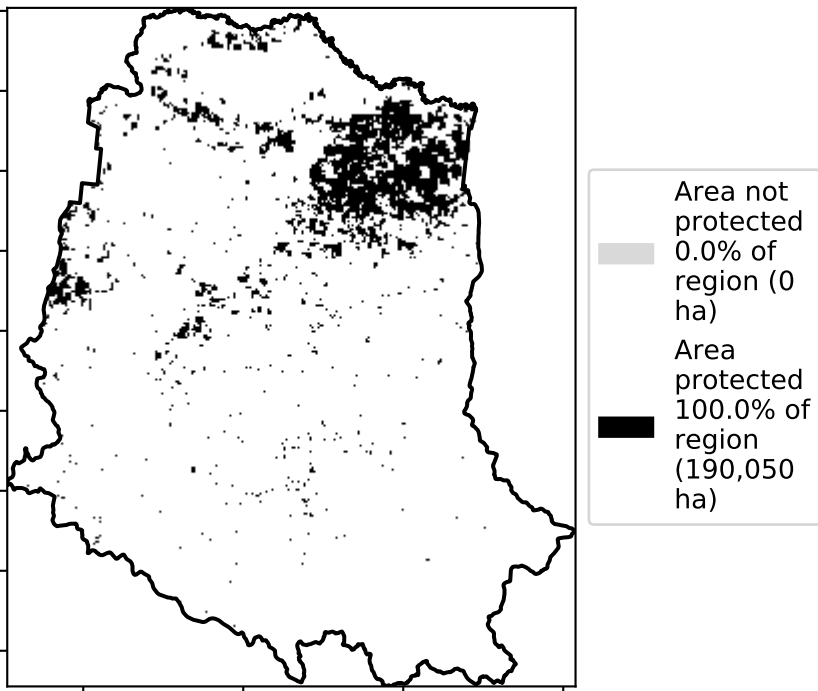 Area not
protected
0.0% of
region (0
ha)
Area
protected
100.0% of
region
(190,050
ha)